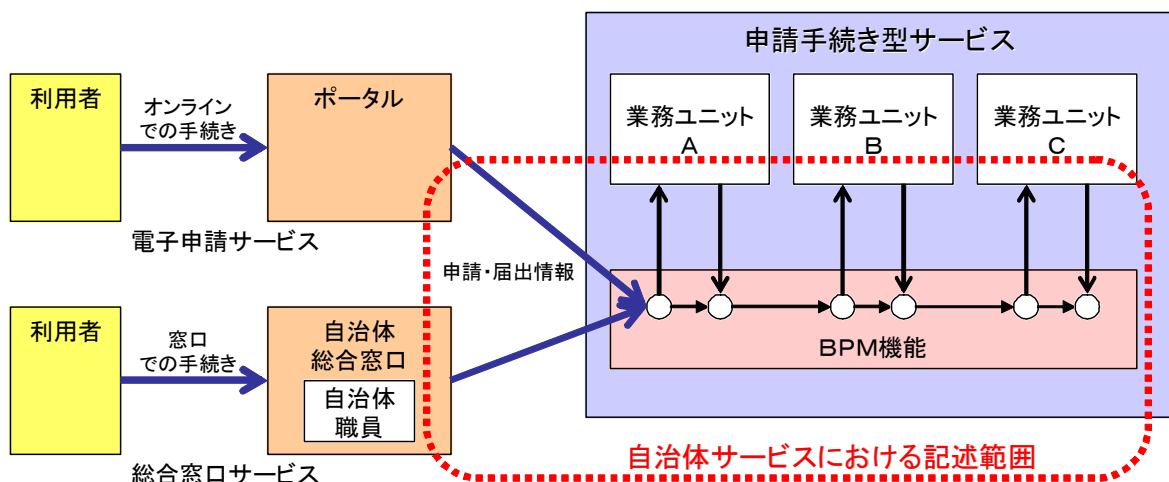 利用者
オンライン
での手続き
ポータル
電子申請サービス
利用者
窓口
での手続き
自治体
総合窓口
自治体
職員
総合窓口サービス
申請・届出情報
申請手続き型サービス
業務ユニット
A
業務ユニット
B
業務ユニット
C
BPM機能
自治体サービスにおける記述範囲